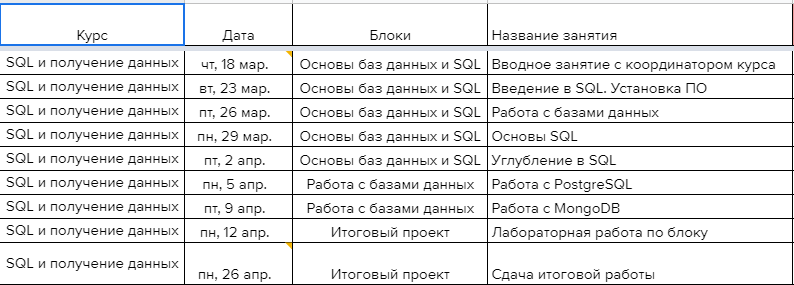 Курс Дата Блоки Название занятия
SQL и получение данных чт, 18 мар. Основы баз данных и SQL Вводное занятие с координатором курса
SQL и получение данных вт, 23 мар. Основы баз данных и SQL Введение в SQL. Установка ПО
SQL и получение данных пт, 26 мар. Основы баз данных и SQL Работа с базами данных
SQL и получение данных пн, 29 мар. Основы баз данных и SQL Основы SQL
SQL и получение данных пт, 2 апр. Основы баз данных и SQL Углубление в SQL
SQL и получение данных пн, 5 апр. Работа с базами данных Работа с PostgreSQL
SQL и получение данных пт, 9 апр. Работа с базами данных Работа с MongoDB
SQL и получение данных пн, 12 апр. Итоговый проект Лабораторная работа по блоку
SQL и получение данных пн, 26 апр. Итоговый проект Сдача итоговой работы